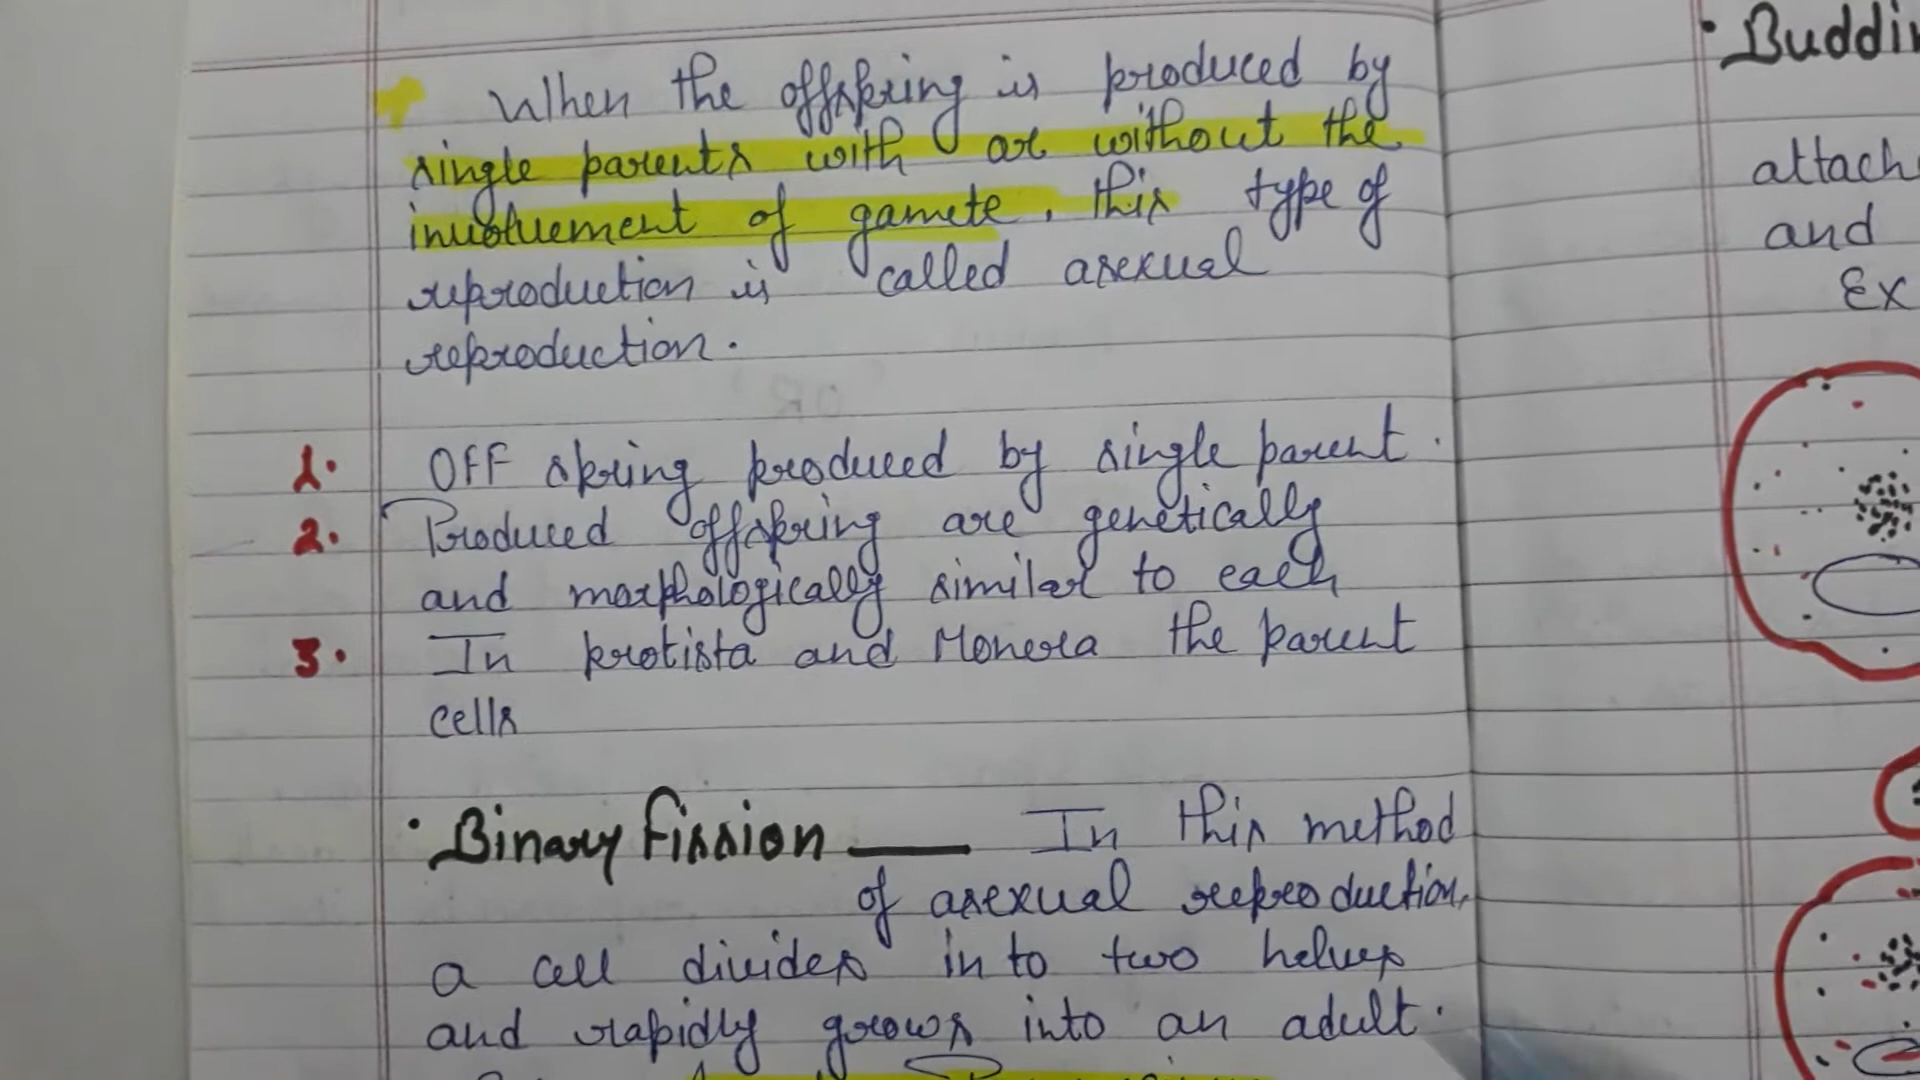 When the offspring is produced by
single parents with or without the
involuement of gamete, this type of
reproduction is called asexual
reproduction.
1. OFF spring produced by single parent.
2. Produced offspring are genetically
and morphologically similar to each
3. In protista and Monera the parent
cells
• Binary Fission — In this method
of asexual reproduction,
a cell divides in to two helves
and rapidly grows into an adult.
• Buddi
attach
and
Ex